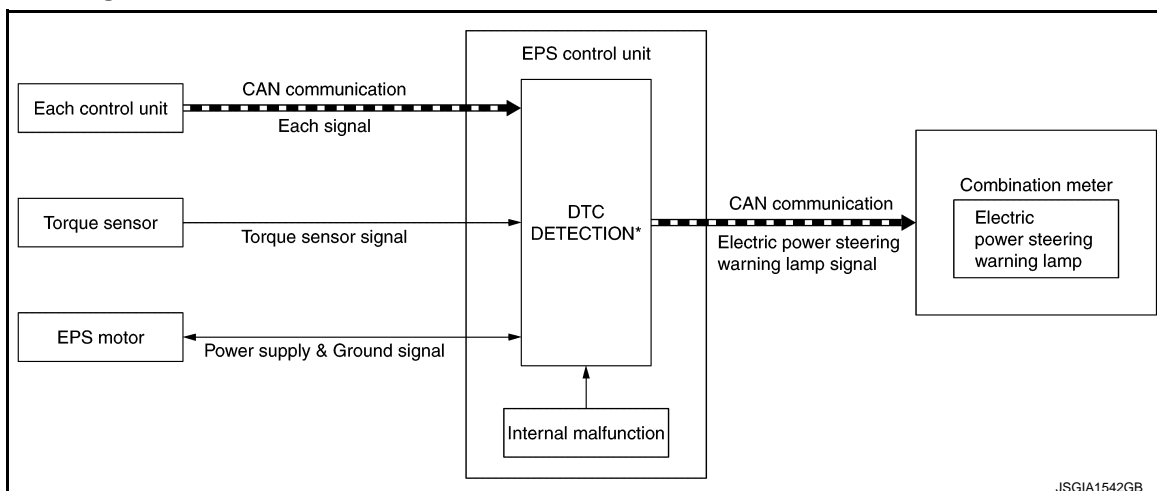 EPS control unit
CAN communication
Each control unit
Each signal
Torque sensor
Torque sensor signal
EPS motor
Power supply & Ground signal
DTC
DETECTION*
Internal malfunction
CAN communication
Electric power steering
warning lamp signal
Combination meter
Electric
power steering
warning lamp
JSGIA1542GB